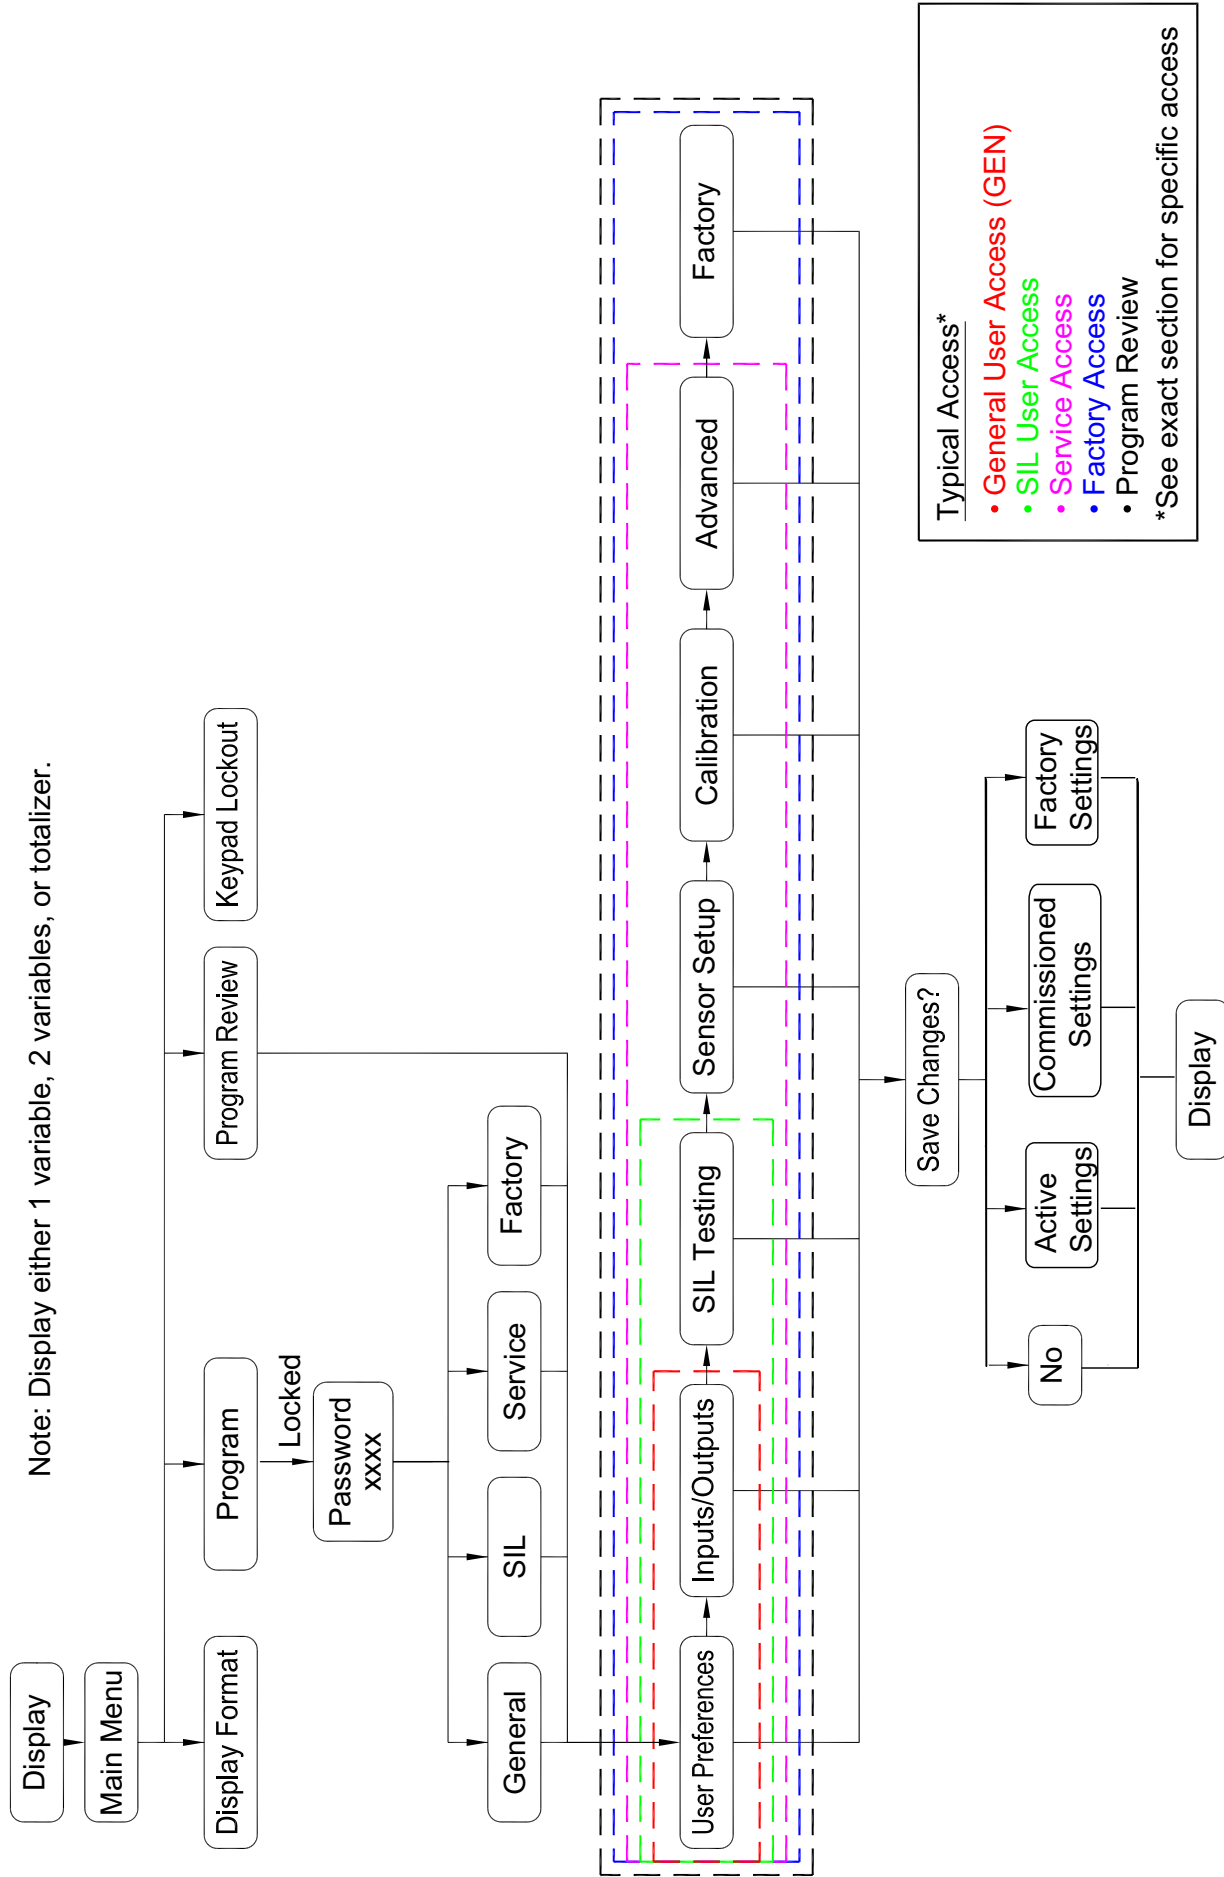 Note: Display either 1 variable, 2 variables, or totalizer.
Display
Main Menu
Display Format
Program
Program Review
Keypad Lockout
Locked
Password
xxxx
General
SIL
Service
Factory
User Preferences
Inputs/Outputs
SIL Testing
Sensor Setup
Calibration
Advanced
Factory
Save Changes?
No
Active
Settings
Commissioned
Settings
Factory
Settings
Display
Typical Access*
• General User Access (GEN)
• SIL User Access
• Service Access
• Factory Access
• Program Review
*See exact section for specific access